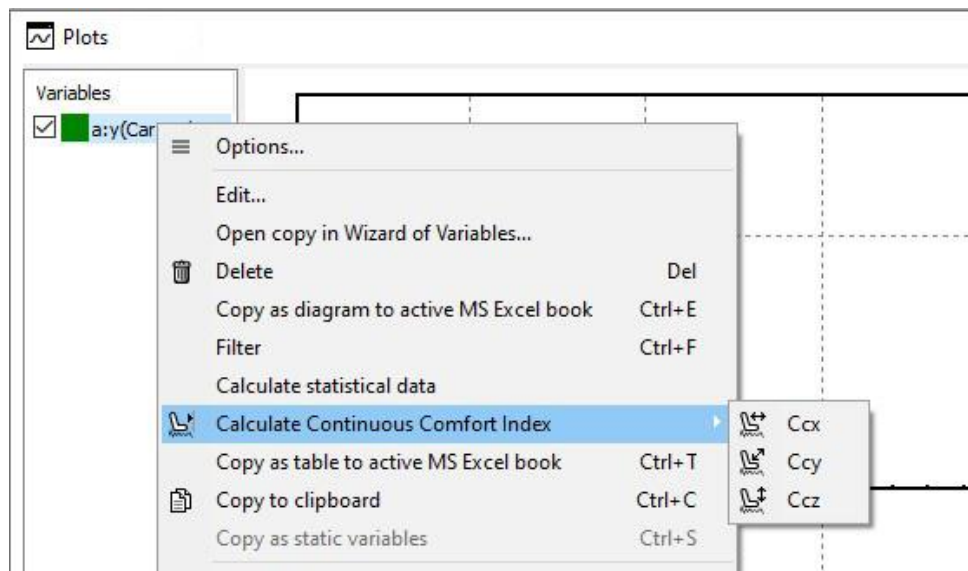 Plots
Variables
a:y(Car
Options...
Edit...
Open copy in Wizard of Variables...
Delete Del
Copy as diagram to active MS Excel book Ctrl+E
Filter Ctrl+F
Calculate statistical data
Calculate Continuous Comfort Index
Ccx
Copy as table to active MS Excel book Ctrl+T
Ccy
Copy to clipboard Ctrl+C
Ccz
Copy as static variables Ctrl+S